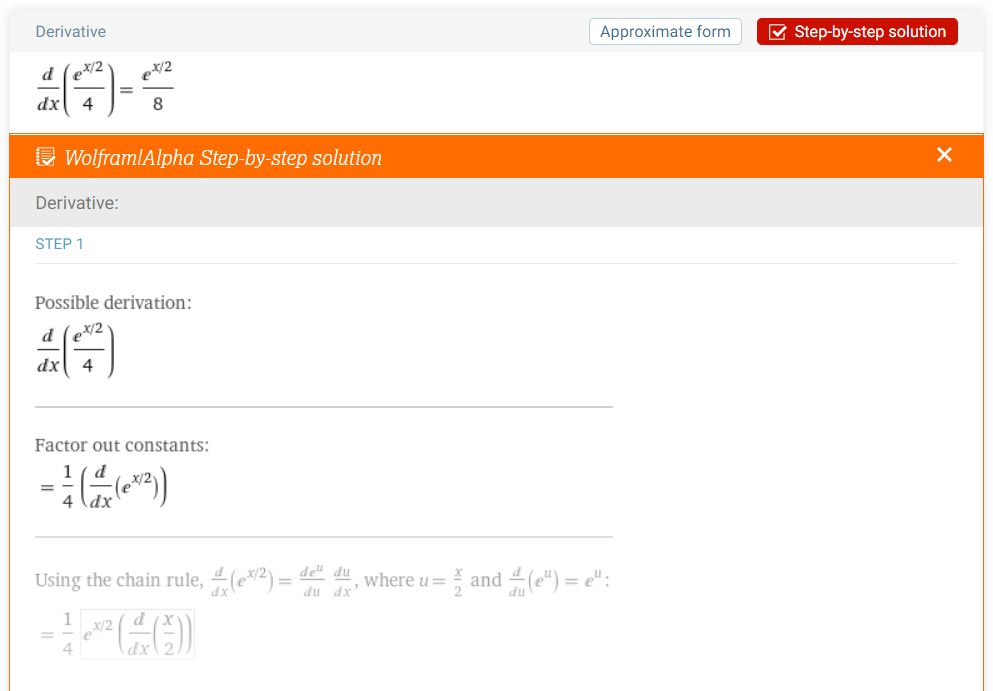 Derivative
Approximate form
Step-by-step solution
d/dx(e^(x/2)/4) = e^(x/2)/8
Wolfram|Alpha Step-by-step solution
Derivative:
STEP 1
Possible derivation:
d/dx(e^(x/2)/4)
Factor out constants:
= 1/4 (d/dx(e^(x/2)))
Using the chain rule, d/dx(e^(x/2)) = de^u/du du/dx, where u = x/2 and d/du(e^u) = e^u:
= 1/4 e^(x/2) (d/dx(x/2))